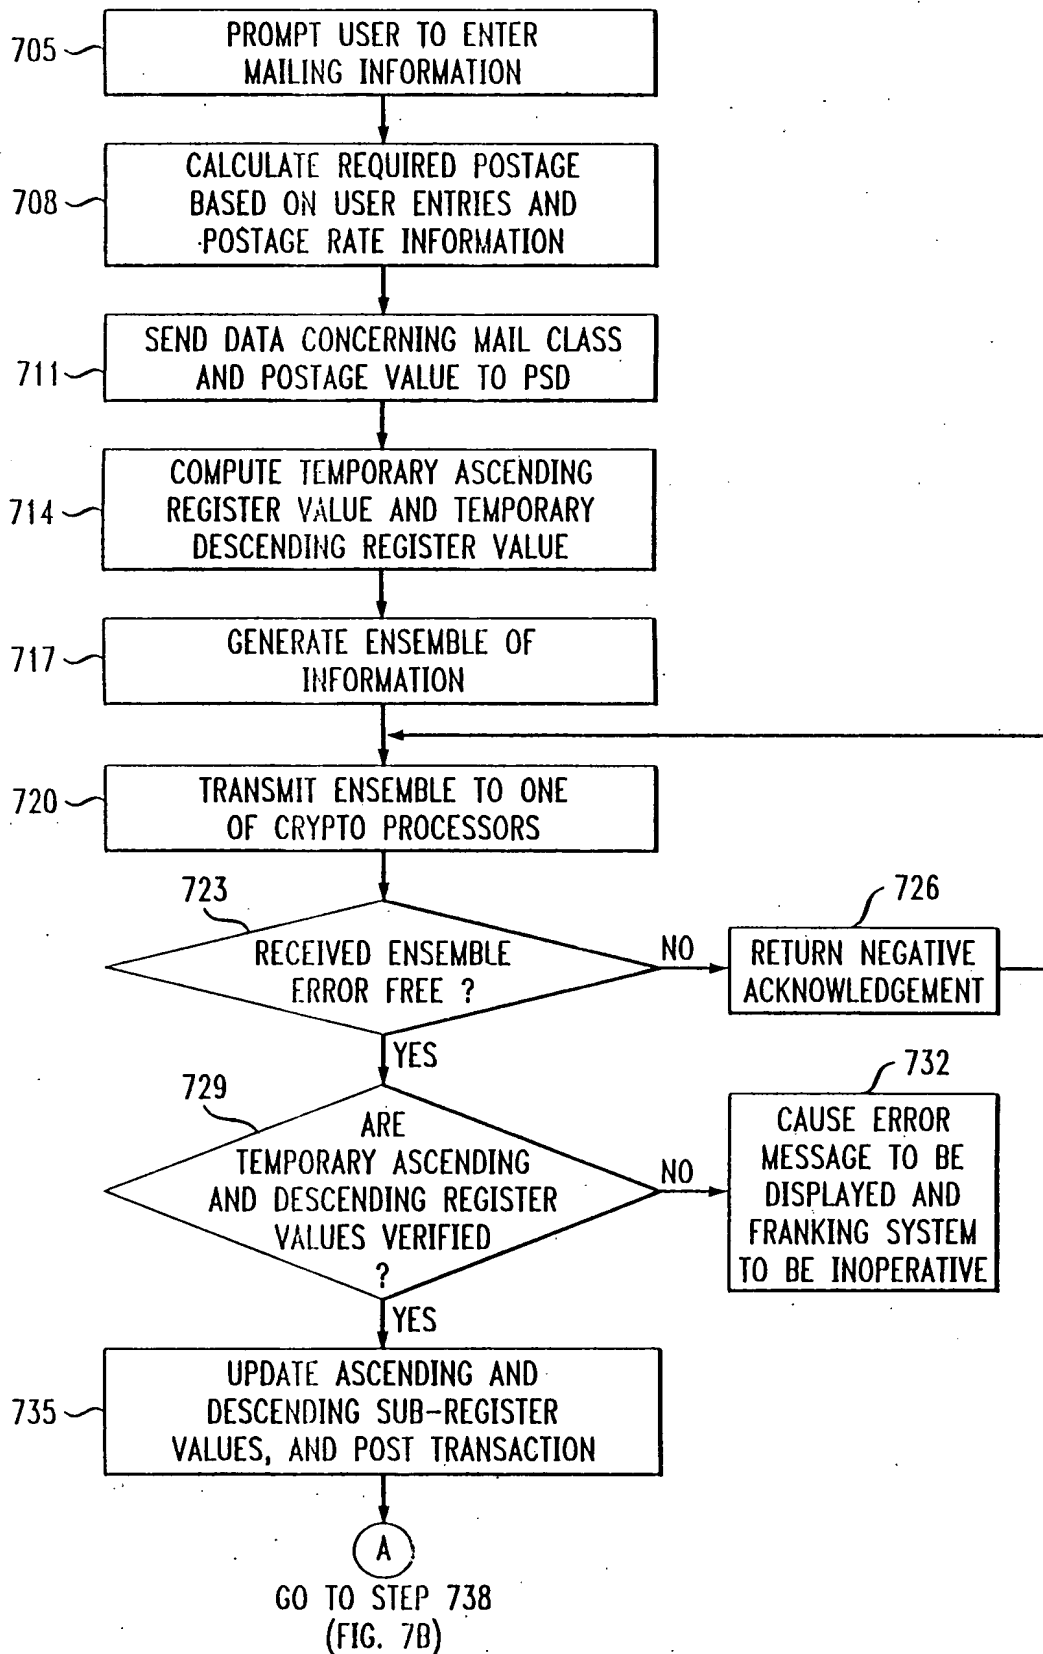 705
PROMPT USER TO ENTER
MAILING INFORMATION
708
CALCULATE REQUIRED POSTAGE
BASED ON USER ENTRIES AND
POSTAGE RATE INFORMATION
711
SEND DATA CONCERNING MAIL CLASS
AND POSTAGE VALUE TO PSD
714
COMPUTE TEMPORARY ASCENDING
REGISTER VALUE AND TEMPORARY
DESCENDING REGISTER VALUE
717
GENERATE ENSEMBLE OF
INFORMATION
720
TRANSMIT ENSEMBLE TO ONE
OF CRYPTO PROCESSORS
723
RECEIVED ENSEMBLE
ERROR FREE ?
NO
726
RETURN NEGATIVE
ACKNOWLEDGEMENT
YES
729
ARE
TEMPORARY ASCENDING
AND DESCENDING REGISTER
VALUES VERIFIED
?
NO
732
CAUSE ERROR
MESSAGE TO BE
DISPLAYED AND
FRANKING SYSTEM
TO BE INOPERATIVE
YES
735
UPDATE ASCENDING AND
DESCENDING SUB-REGISTER
VALUES, AND POST TRANSACTION
A
GO TO STEP 738
(FIG. 7B)